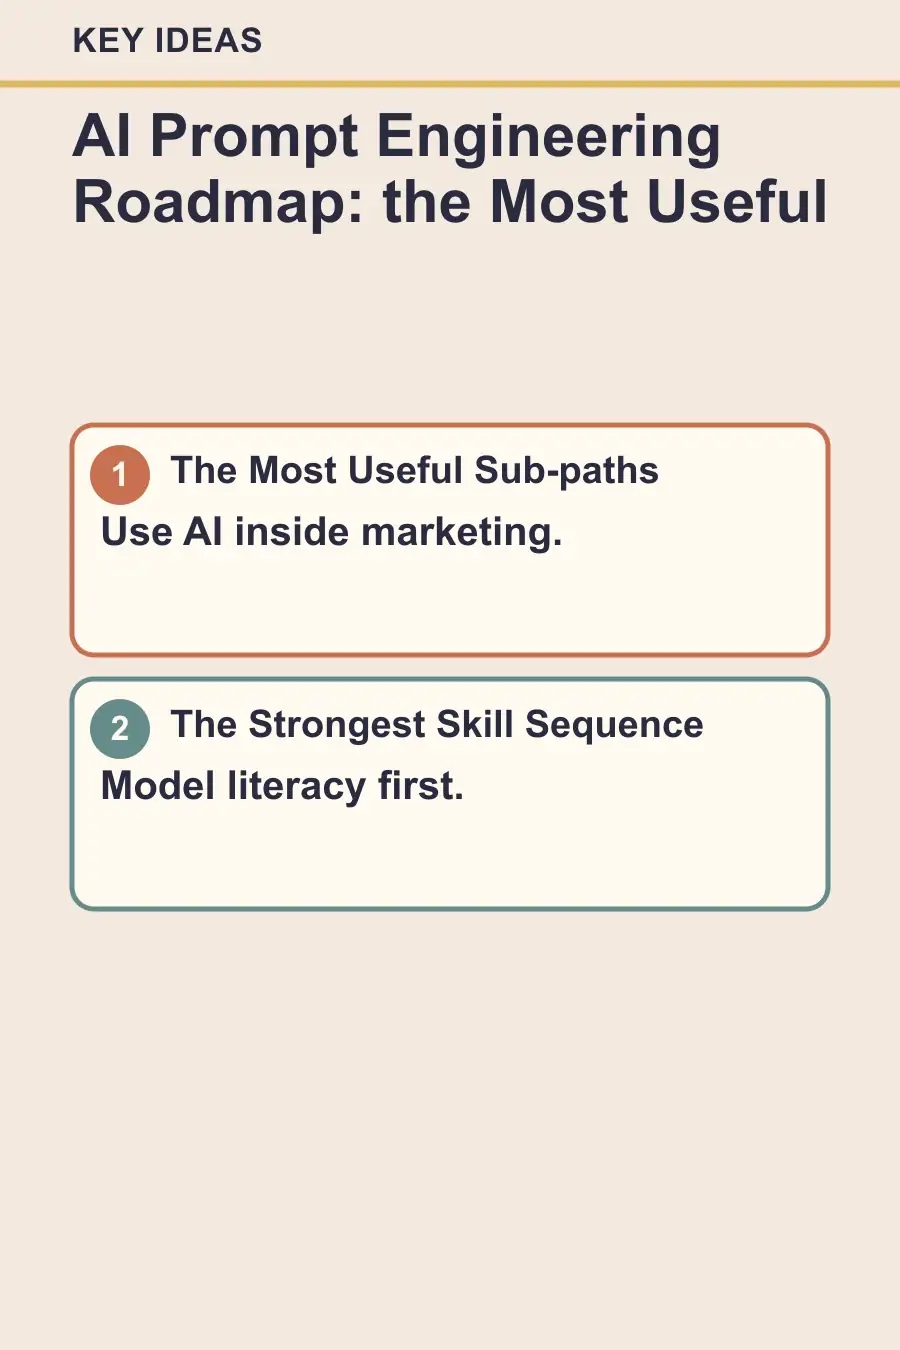 KEY IDEAS
AI Prompt Engineering
Roadmap: the Most Useful
1 The Most Useful Sub-paths
Use AI inside marketing.
2 The Strongest Skill Sequence
Model literacy first.